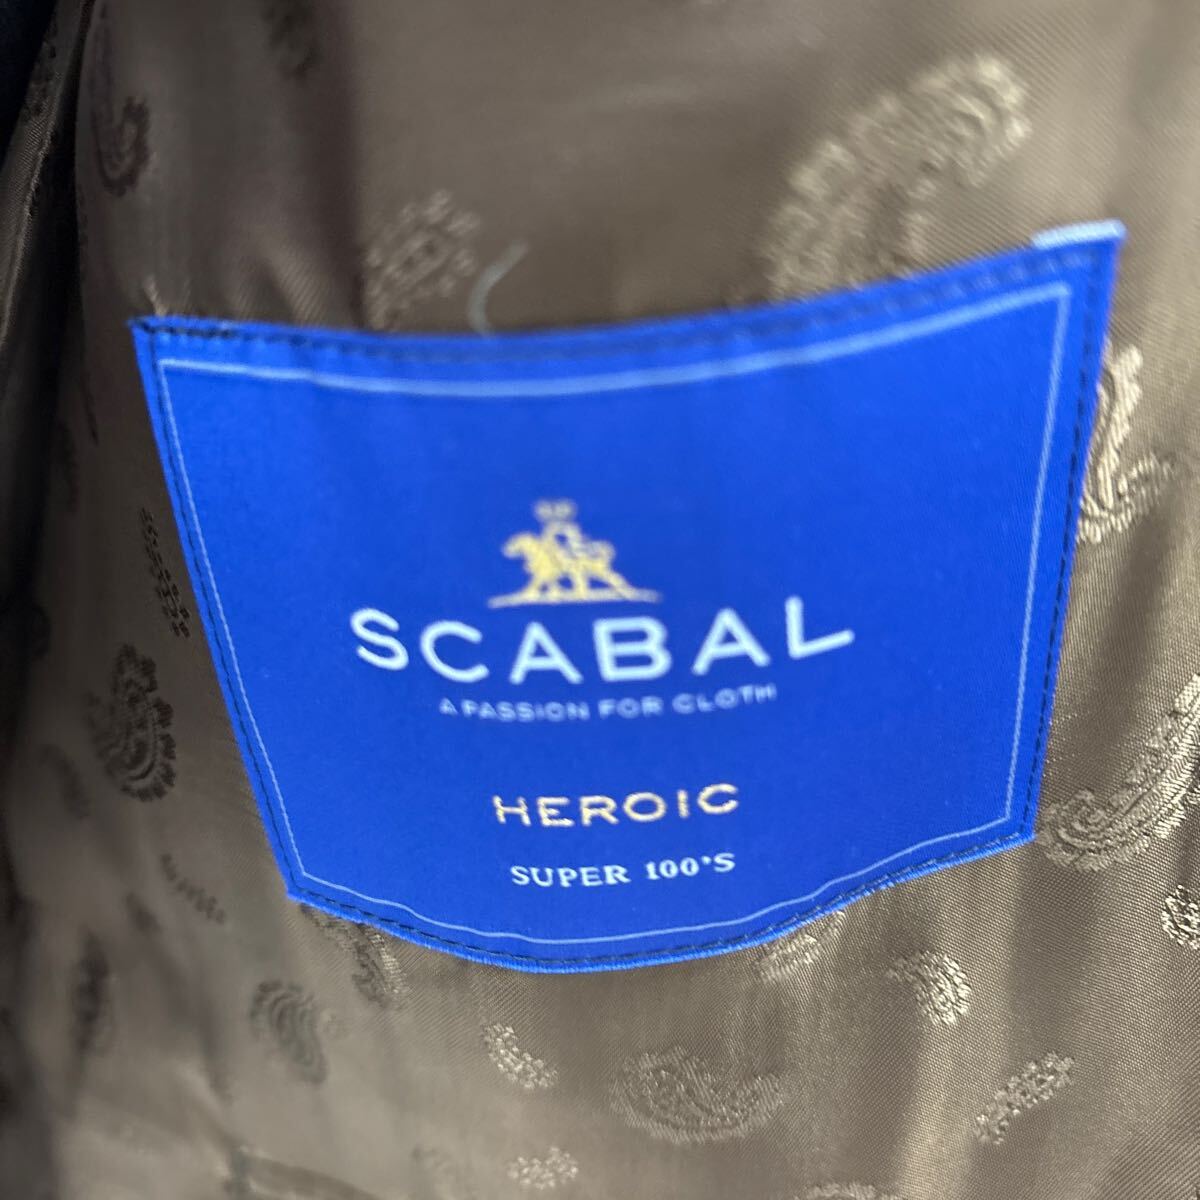 SCABAL
A PASSION FOR CLOTH
HEROIC
SUPER 100'S